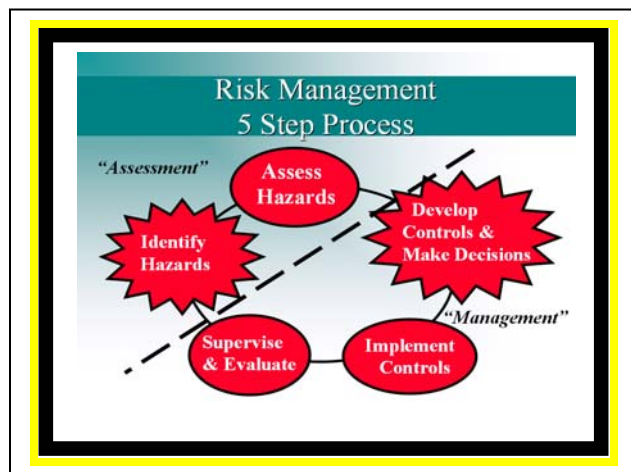 Risk Management
5 Step Process
“Assessment”
Assess
Hazards
Develop
Controls &
Make Decisions
Identify
Hazards
“Management”
Supervise
& Evaluate
Implement
Controls